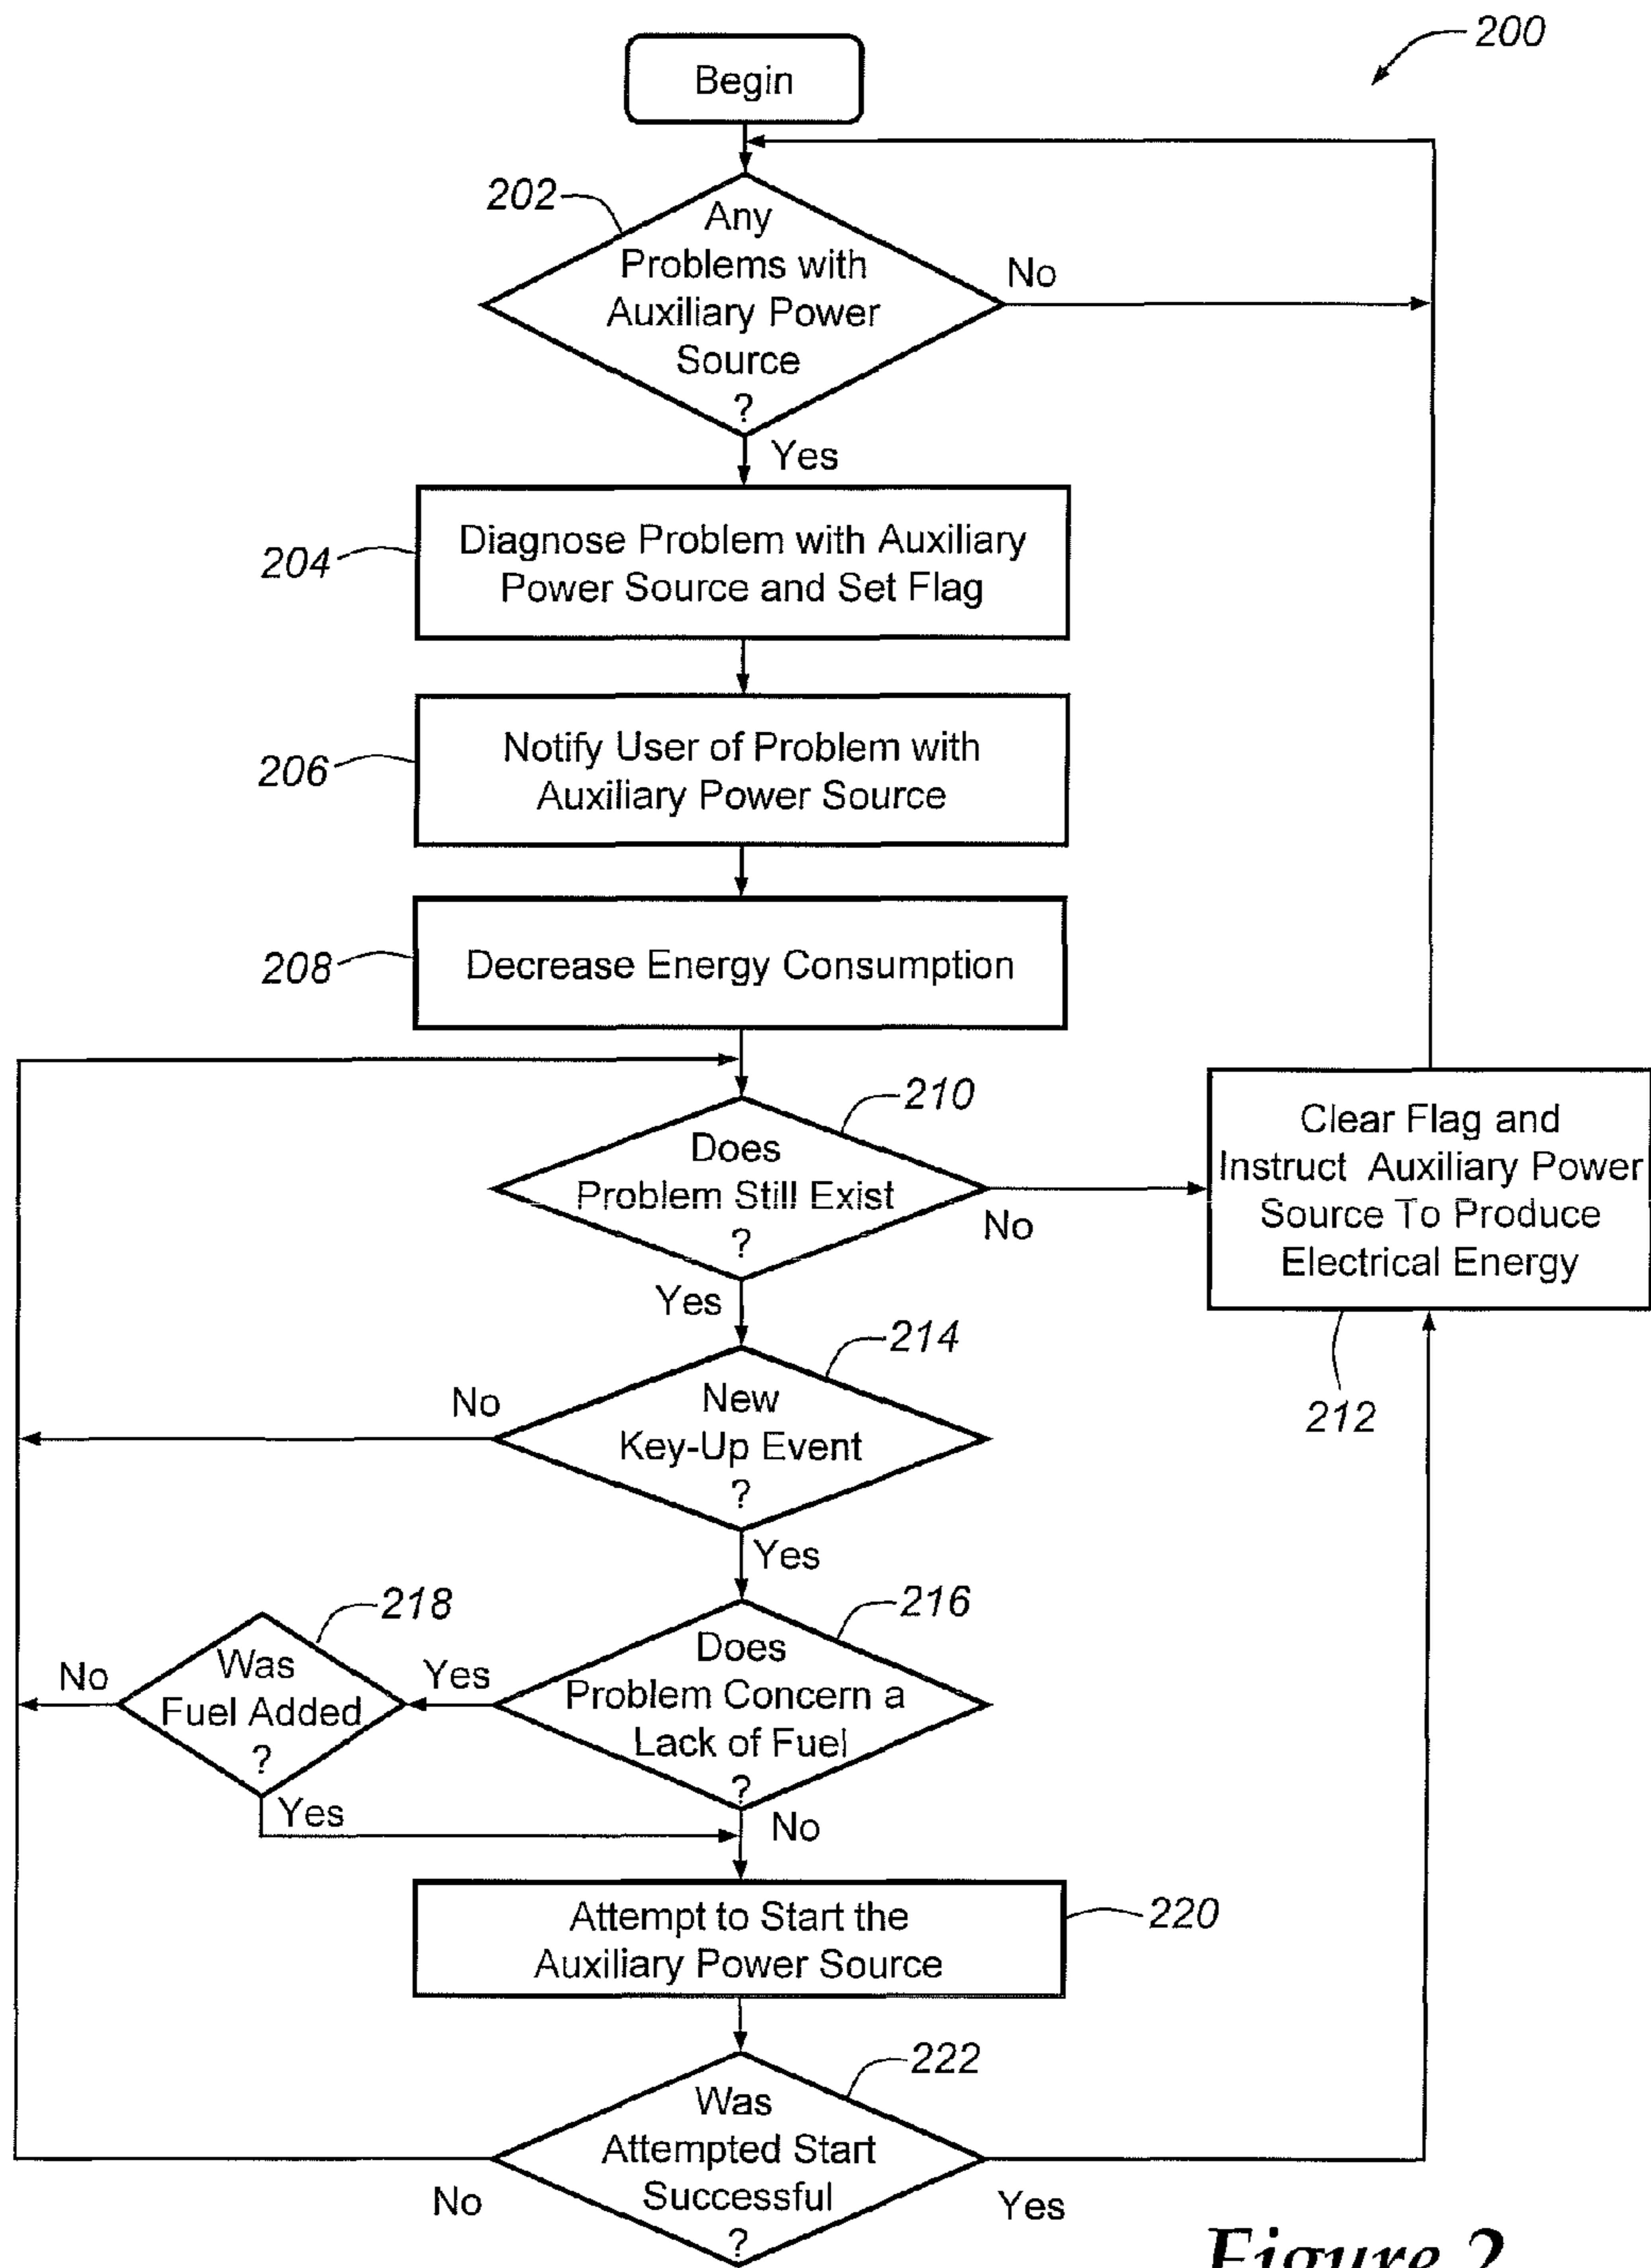 200
Begin
202
Any
Problems with
Auxiliary Power
Source
?
No
Yes
204
Diagnose Problem with Auxiliary
Power Source and Set Flag
206
Notify User of Problem with
Auxiliary Power Source
208
Decrease Energy Consumption
210
Does
Problem Still Exist
?
No
Yes
Clear Flag and
Instruct Auxiliary Power
Source To Produce
Electrical Energy
212
214
New
Key-Up Event
?
No
Yes
216
Does
Problem Concern a
Lack of Fuel
?
Yes
No
218
Was
Fuel Added
?
No
Yes
220
Attempt to Start the
Auxiliary Power Source
222
Was
Attempted Start
Successful
?
No
Yes
Figure 2